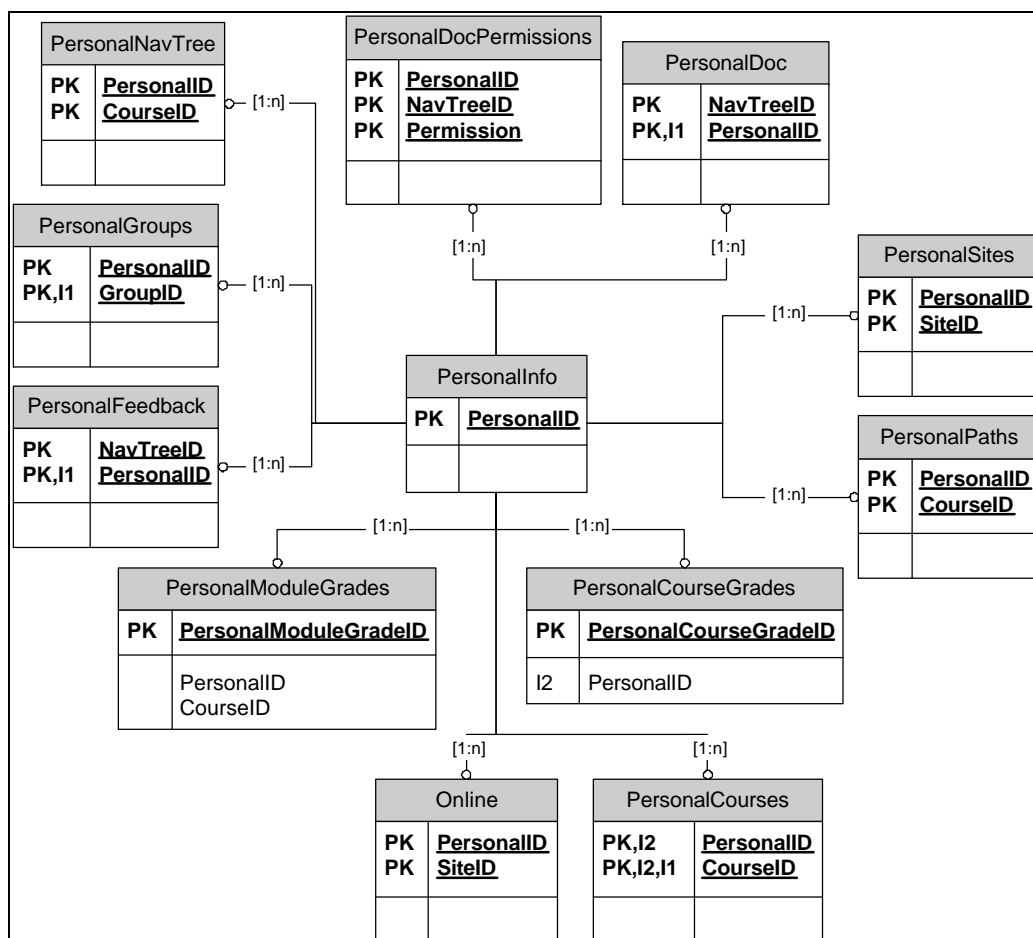 PersonalNavTree
PK PersonalID
PK CourseID
[1:n]
PersonalDocPermissions
PK PersonalID
PK NavTreeID
PK Permission
[1:n]
PersonalDoc
PK NavTreeID
PK,I1 PersonalID
[1:n]
PersonalGroups
PK PersonalID
PK,I1 GroupID
[1:n]
PersonalSites
PK PersonalID
PK SiteID
[1:n]
PersonalInfo
PK PersonalID
PersonalFeedback
PK NavTreeID
PK,I1 PersonalID
[1:n]
PersonalPaths
PK PersonalID
PK CourseID
[1:n]
[1:n]
PersonalModuleGrades
PK PersonalModuleGradeID
PersonalID
CourseID
[1:n]
PersonalCourseGrades
PK PersonalCourseGradeID
I2 PersonalID
[1:n]
Online
PK PersonalID
PK SiteID
[1:n]
PersonalCourses
PK,I2 PersonalID
PK,I2,I1 CourseID